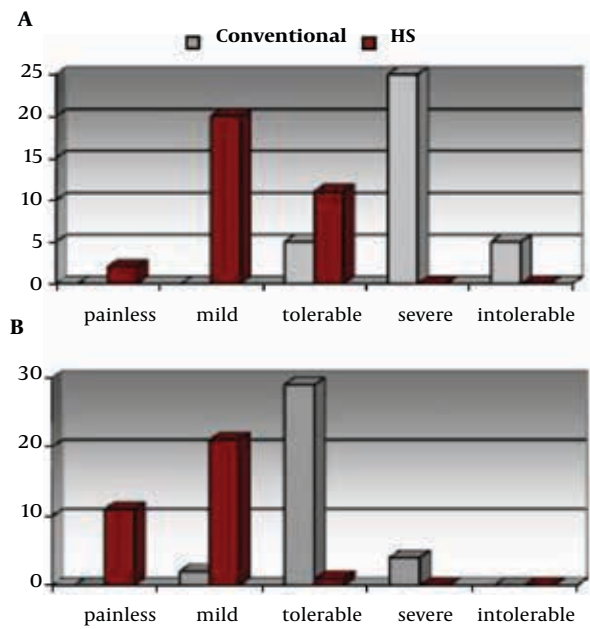 A
Conventional HS
25
20
15
10
5
0
painless mild tolerable severe intolerable
B
30
20
10
0
painless mild tolerable severe intolerable